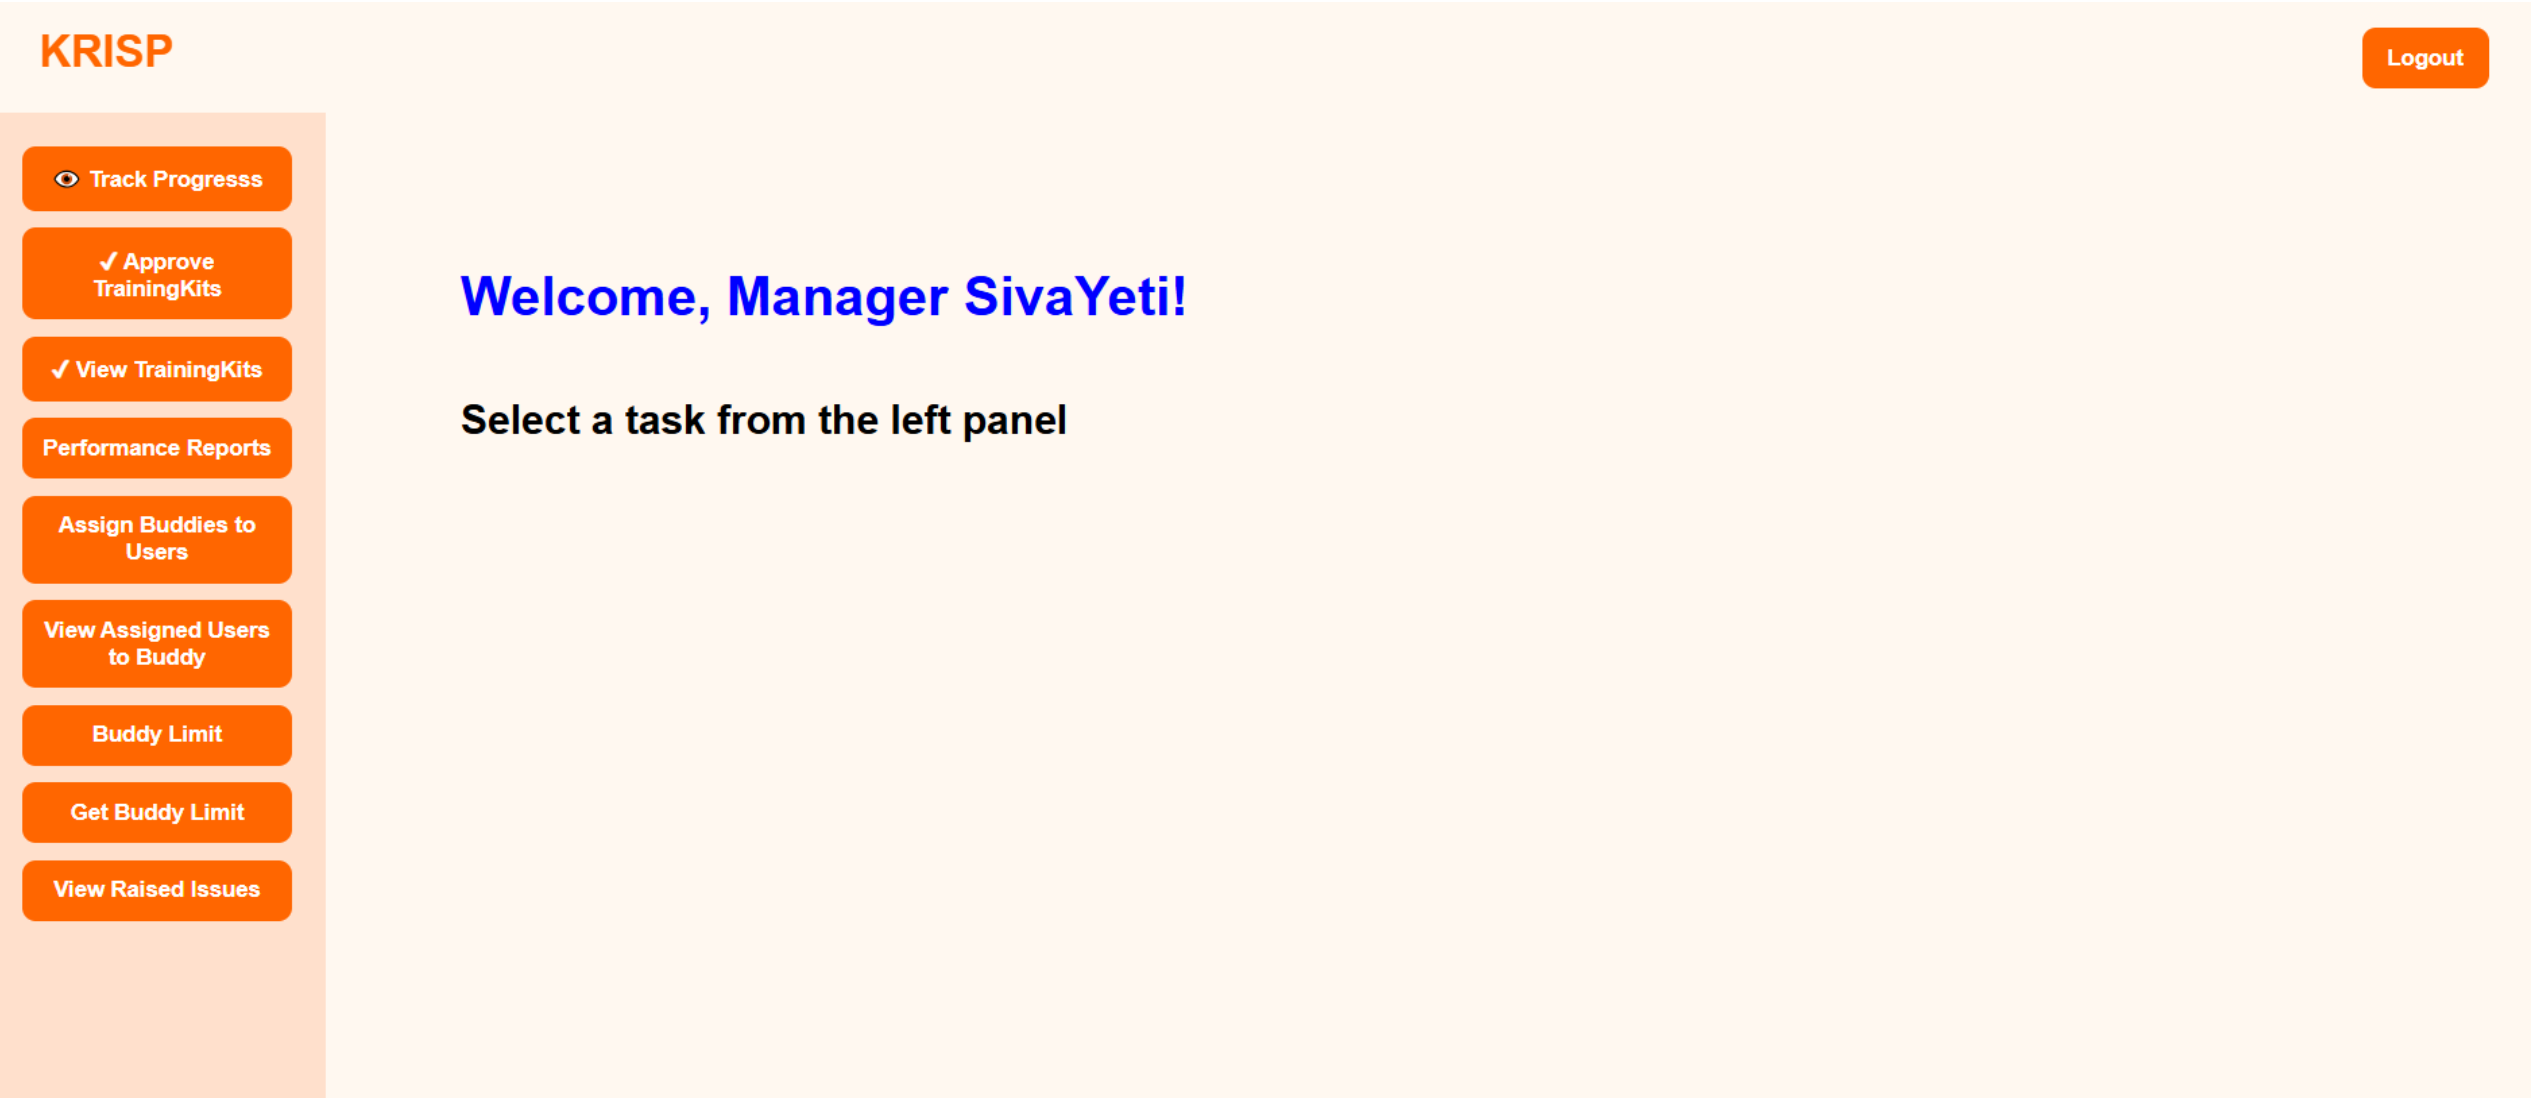 KRISP
Logout
👁 Track Progresss
✓ Approve
TrainingKits
✓ View TrainingKits
Performance Reports
Assign Buddies to
Users
View Assigned Users
to Buddy
Buddy Limit
Get Buddy Limit
View Raised Issues
Welcome, Manager SivaYeti!
Select a task from the left panel